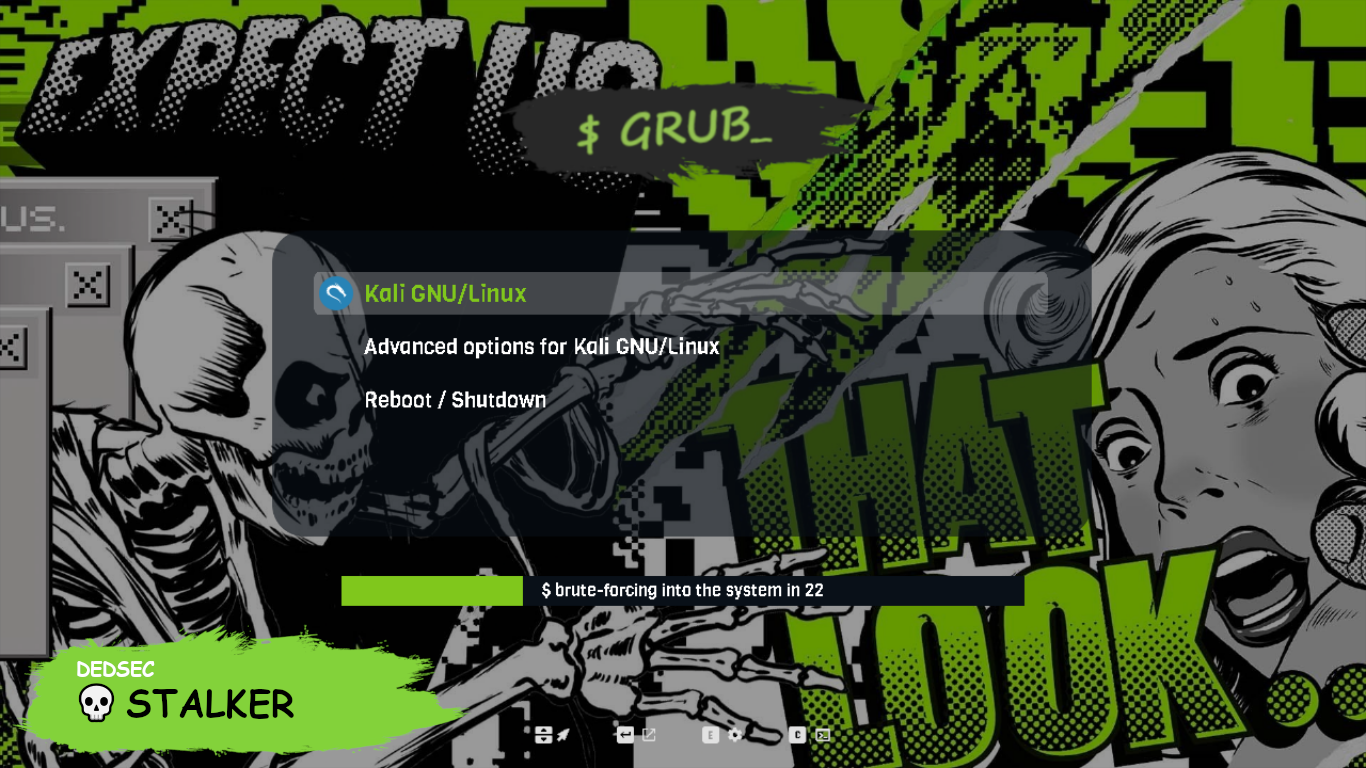 EXPECT US
$ GRUB_
US.
Kali GNU/Linux
Advanced options for Kali GNU/Linux
Reboot / Shutdown
THAT
LOOK...
$ brute-forcing into the system in 22
DEDSEC
STALKER
E
C